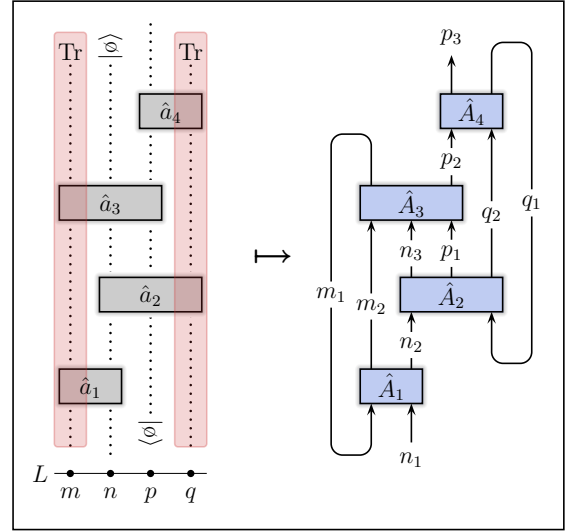 Tr ⟨ø| Tr
â₄
â₃
â₂
â₁
|ø⟩
L
m n p q
↦
p₃
Â₄
p₂
q₂ q₁
Â₃
n₃ p₁
m₁ m₂
Â₂
n₂
Â₁
n₁